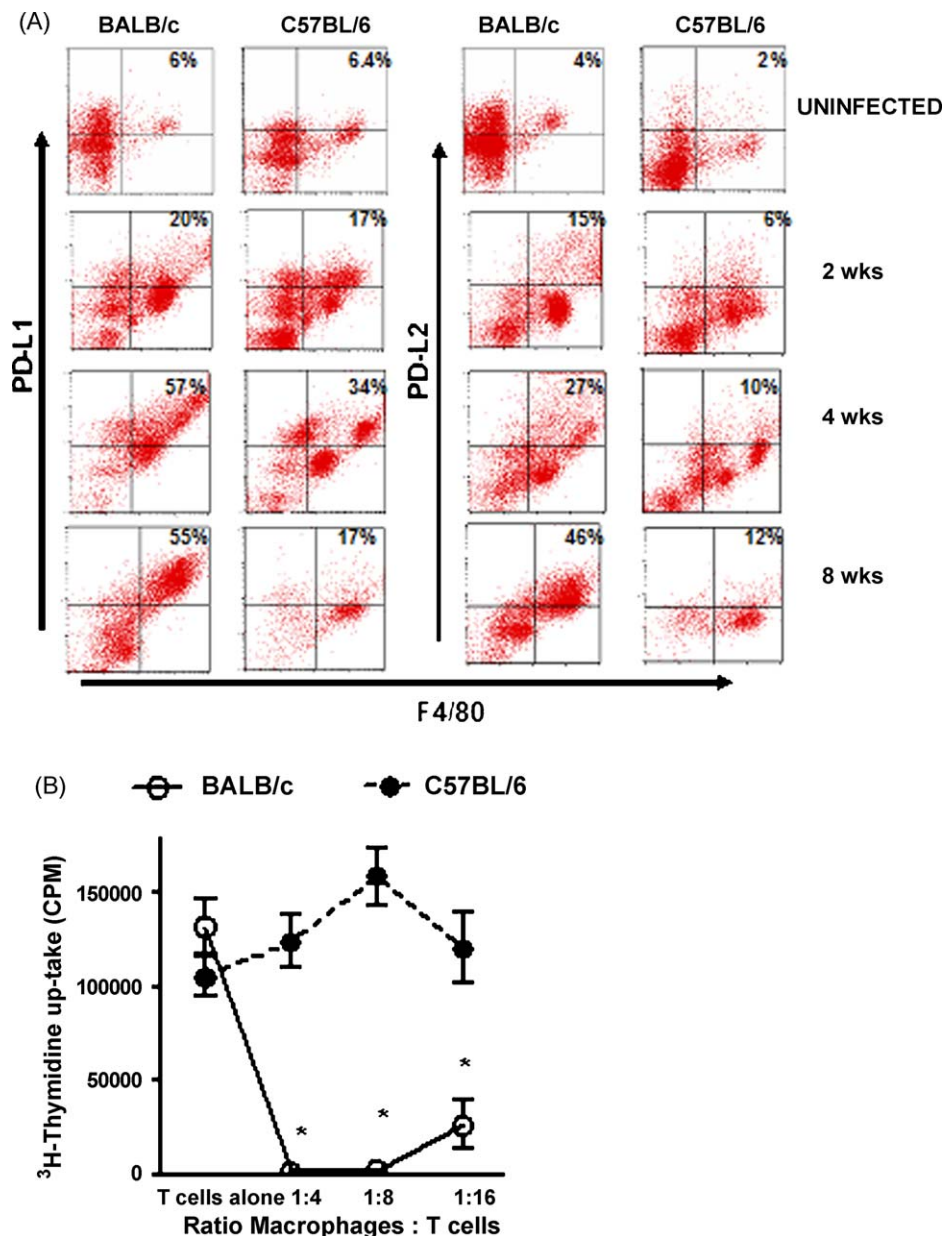 (A)
BALB/c C57BL/6 BALB/c C57BL/6
6% 6.4% 4% 2%
UNINFECTED
20% 17% 15% 6%
2 wks
PD-L1
PD-L2
57% 34% 27% 10%
4 wks
55% 17% 46% 12%
8 wks
F4/80
(B) BALB/c C57BL/6
³H-Thymidine up-take (CPM)
150000
100000
50000
0
* * *
T cells alone 1:4 1:8 1:16
Ratio Macrophages : T cells